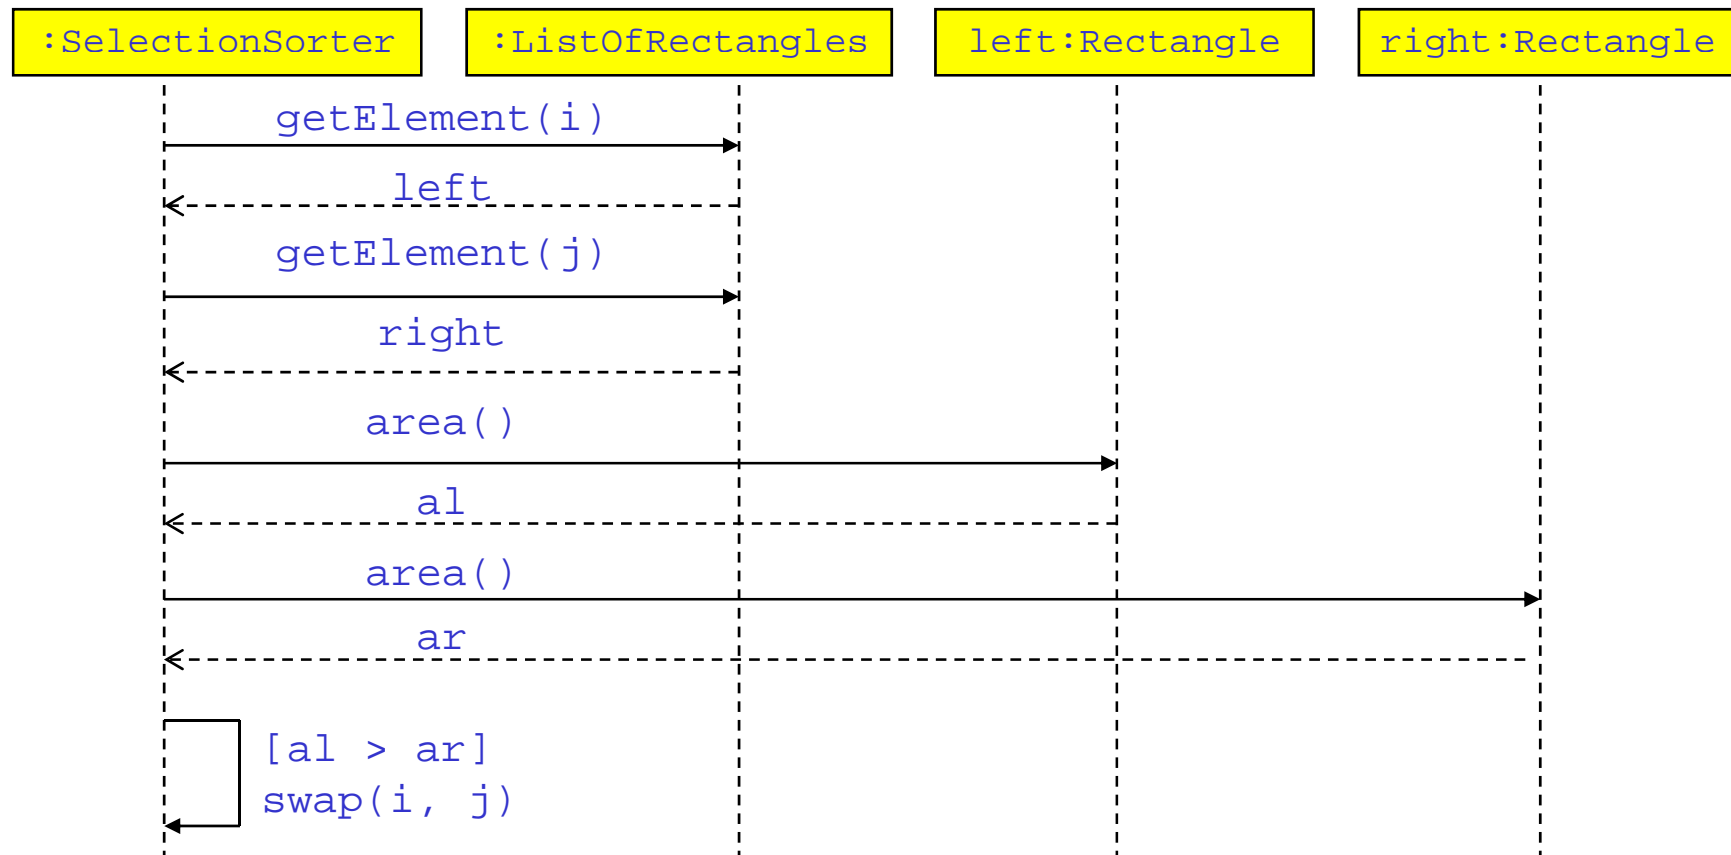 :SelectionSorter
:ListOfRectangles
left:Rectangle
right:Rectangle
getElement(i)
left
getElement(j)
right
area()
al
area()
ar
[al > ar]
swap(i, j)